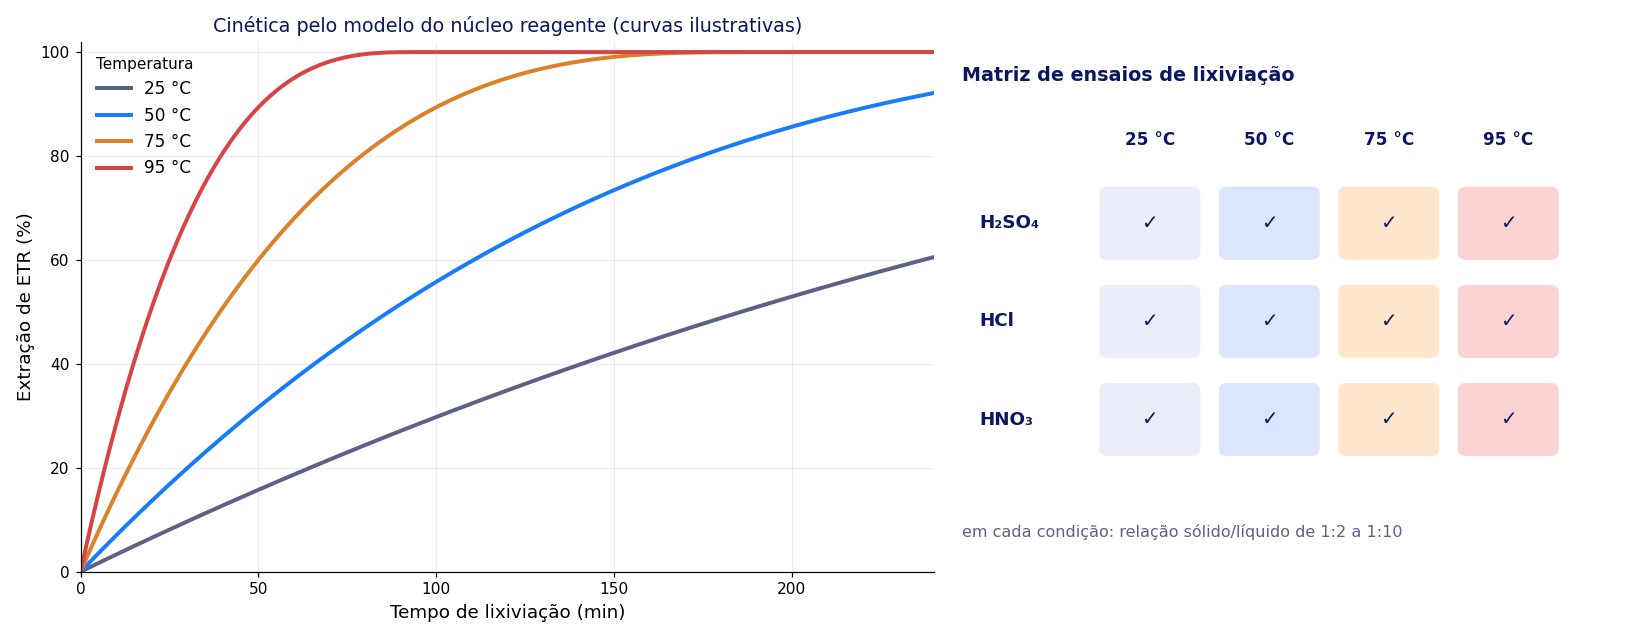 Cinética pelo modelo do núcleo reagente (curvas ilustrativas)
Temperatura
25 °C
50 °C
75 °C
95 °C
Extração de ETR (%)
100
80
60
40
20
0
0 50 100 150 200
Tempo de lixiviação (min)
Matriz de ensaios de lixiviação
25 °C 50 °C 75 °C 95 °C
H₂SO₄ ✓ ✓ ✓ ✓
HCl ✓ ✓ ✓ ✓
HNO₃ ✓ ✓ ✓ ✓
em cada condição: relação sólido/líquido de 1:2 a 1:10